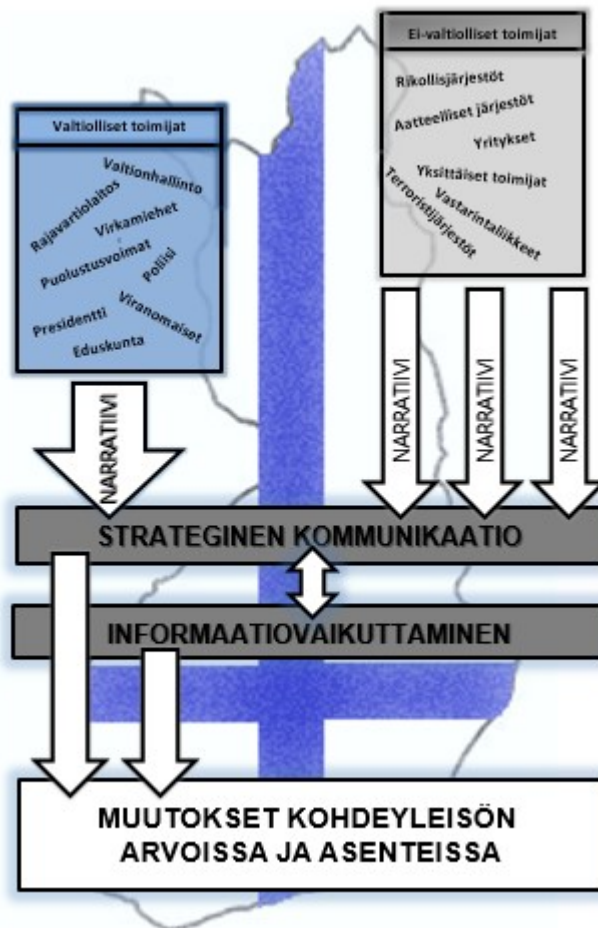 Valtiolliset toimijat
Valtionhallinto
Rajavartiolaitos
Virkamiehet
Puolustusvoimat
Poliisi
Viranomaiset
Presidentti
Eduskunta
Ei-valtiolliset toimijat
Rikollisjärjestöt
Aatteelliset järjestöt
Yritykset
Yksittäiset toimijat
Terroristijärjestöt
Vastarintaliikkeet
NARRATIIVI
NARRATIIVI
NARRATIIVI
NARRATIIVI
STRATEGINEN KOMMUNIKAATIO
INFORMAATIOVAIKUTTAMINEN
MUUTOKSET KOHDEYLEISÖN
ARVOISSA JA ASENTEISSA